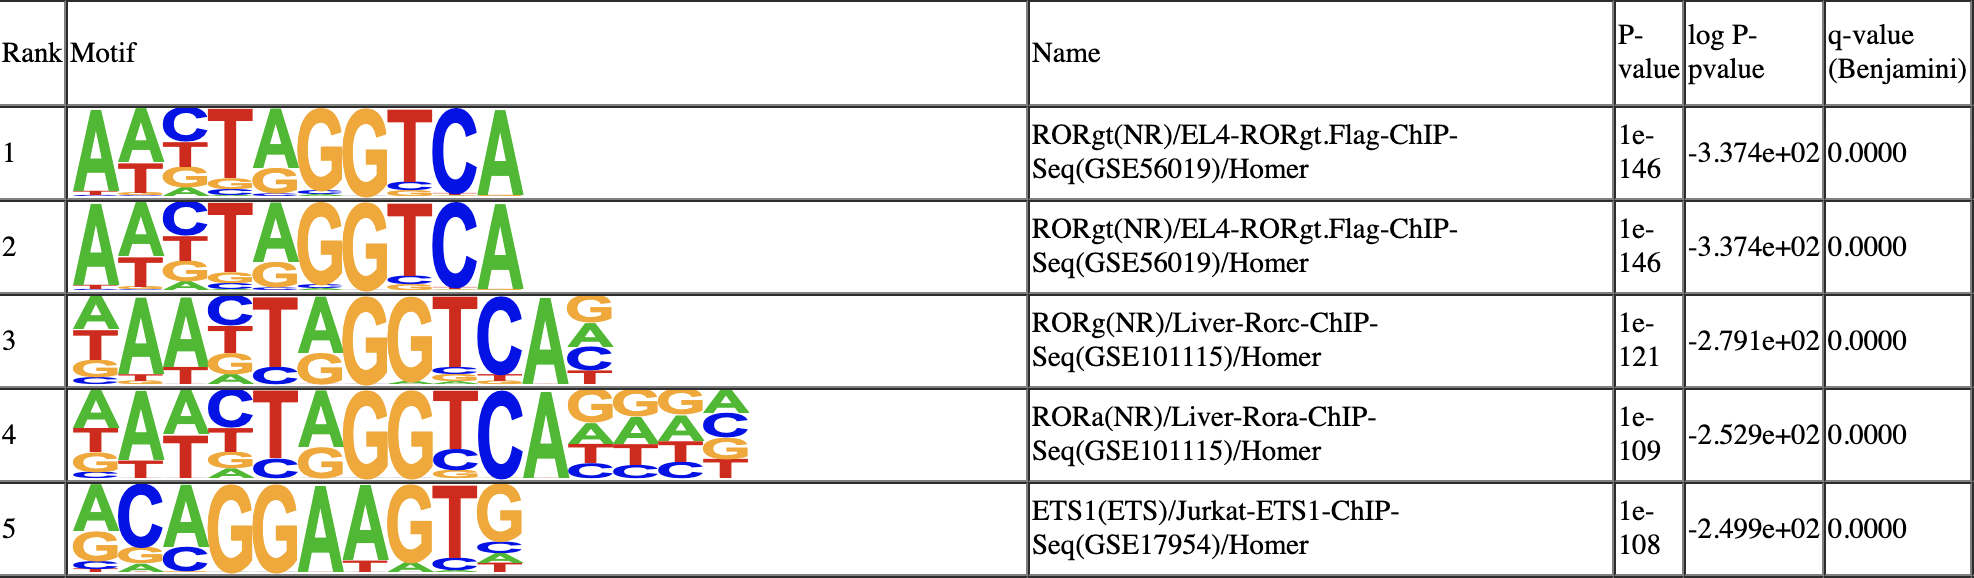 Rank Motif Name P-value log P-pvalue q-value (Benjamini)
1 AACTAGGTCA RORgt(NR)/EL4-RORgt.Flag-ChIP-Seq(GSE56019)/Homer 1e-146 -3.374e+02 0.0000
2 AACTAGGTCA RORgt(NR)/EL4-RORgt.Flag-ChIP-Seq(GSE56019)/Homer 1e-146 -3.374e+02 0.0000
3 AAACTAGGTCAG RORg(NR)/Liver-Rorc-ChIP-Seq(GSE101115)/Homer 1e-121 -2.791e+02 0.0000
4 AAACTAGGTCAGGGA RORa(NR)/Liver-Rora-ChIP-Seq(GSE101115)/Homer 1e-109 -2.529e+02 0.0000
5 ACAGGAAGTG ETS1(ETS)/Jurkat-ETS1-ChIP-Seq(GSE17954)/Homer 1e-108 -2.499e+02 0.0000